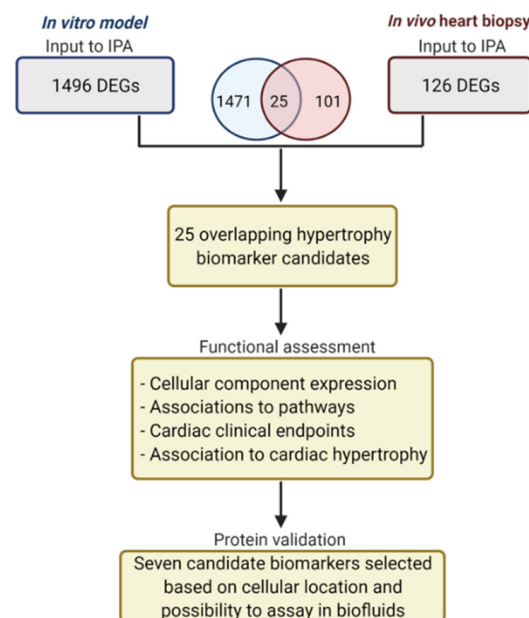 In vitro model
Input to IPA
1496 DEGs
1471
25
101
In vivo heart biopsy
Input to IPA
126 DEGs
25 overlapping hypertrophy
biomarker candidates
Functional assessment
- Cellular component expression
- Associations to pathways
- Cardiac clinical endpoints
- Association to cardiac hypertrophy
Protein validation
Seven candidate biomarkers selected
based on cellular location and
possibility to assay in biofluids